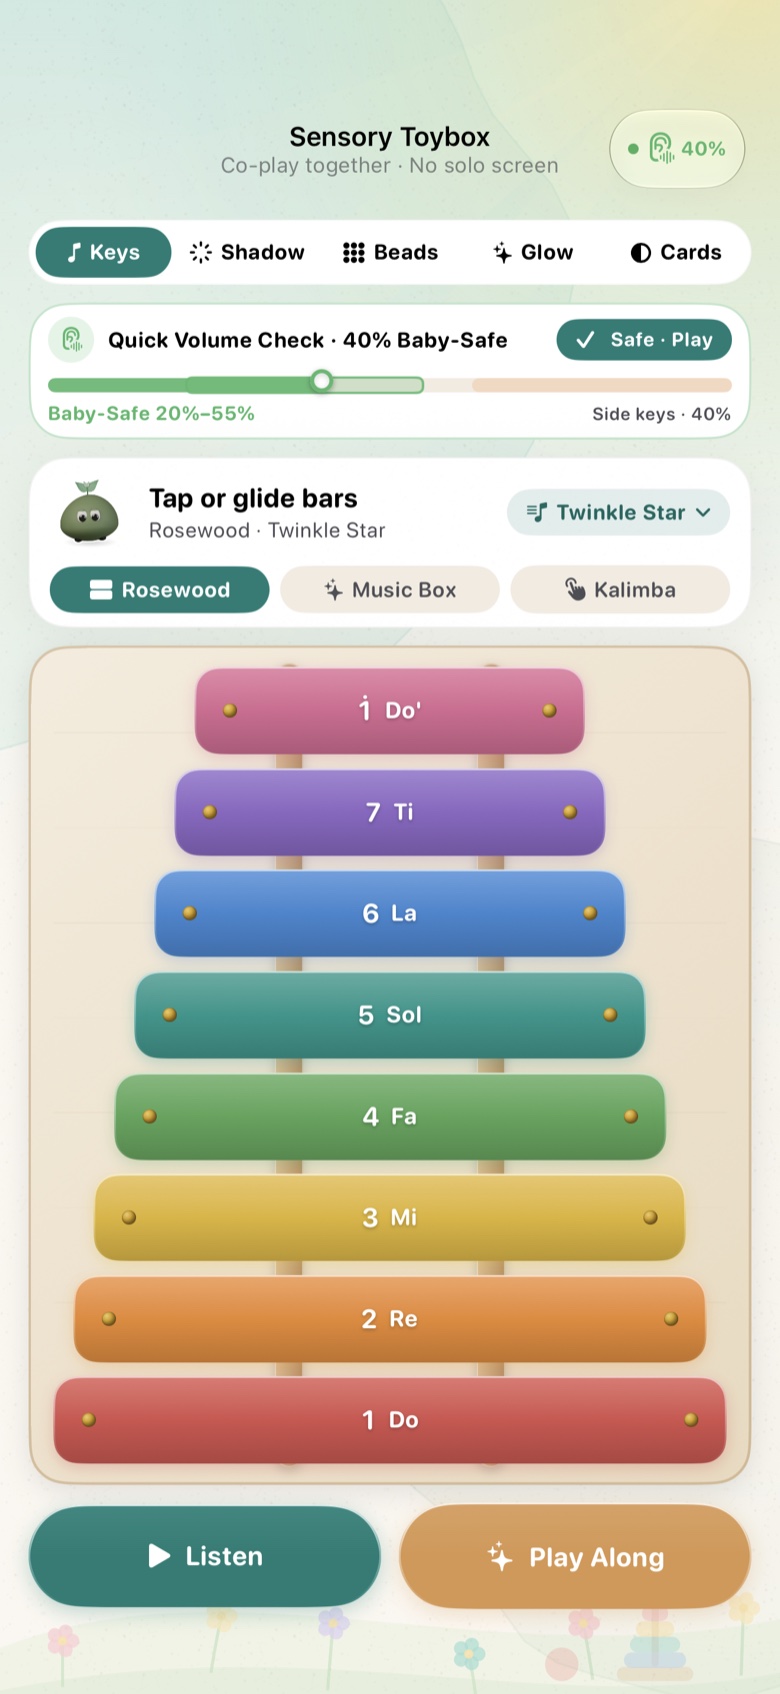 Sensory Toybox
Co-play together · No solo screen
40%
Keys
Shadow
Beads
Glow
Cards
Quick Volume Check · 40% Baby-Safe
Safe · Play
Baby-Safe 20%–55%
Side keys · 40%
Tap or glide bars
Rosewood · Twinkle Star
Twinkle Star
Rosewood
Music Box
Kalimba
1̇ Do'
7 Ti
6 La
5 Sol
4 Fa
3 Mi
2 Re
1 Do
Listen
Play Along